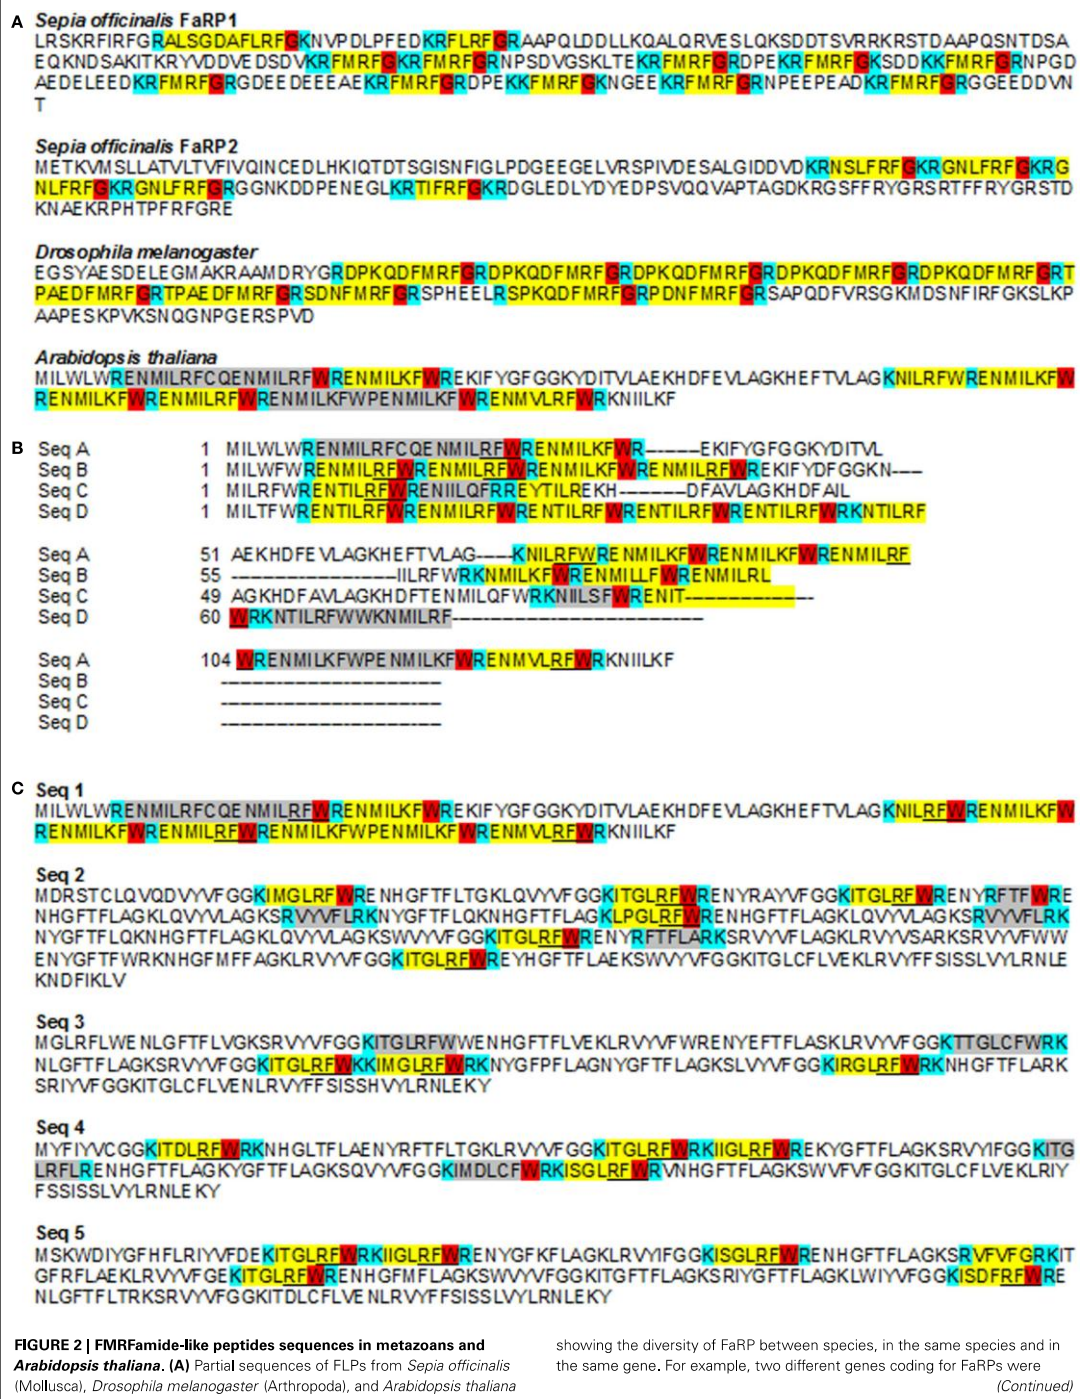 A Sepia officinalis FaRP1
LRSKRFIRFGRALSGDAFLRFGKNVPDLPFEDKRFLRFGRAAPQLDDLLKQALQRVESLQKSDDTSVRRKRSTDAAPQSNTDSA
EQKNDSAKITKRYVDDVEDSDVKRFMRFGKRFMRFGRNPSDVGSKLTEKRFMRFGRDPEKRFMRFGKSDDKKFMRFGRNPGD
AEDELEEDKRFMRFGRGDEEDEEEAEKRFMRFGRDPEKKFMRFGKNGEEKRFMRFGRNPEEPEADKRFMRFGRGGEEDDVN
T
Sepia officinalis FaRP2
METKVMSLLATVLTVFIVQINCEDLHKIQTDTSGISNFIGLPDGEEGELVRSPIVDESALGIDDVDKRNSLFRFGKRGNLFRFGKRG
NLFRFGKRGNLFRFGRGGNKDDPENEGLKRTIFRFGKRDGLEDLYDYEDPSVQQVAPTAGDKRGSFFRYGRSRTFFRYGRSTD
KNAEKRPHTPFRFGRE
Drosophila melanogaster
EGSYAESDELEGMAKRAAMDRYGRDPKQDFMRFGRDPKQDFMRFGRDPKQDFMRFGRDPKQDFMRFGRDPKQDFMRFGRT
PAEDFMRFGRTPAEDFMRFGRSDNFMRFGRSPHEELRSPKQDFMRFGRPDNFMRFGRSAPQDFVRSGKMDSNFIRFGKSLKP
AAPESKPVKSNQGNPGERSPVD
Arabidopsis thaliana
MILWLWRENMILRFCQENMILRFWRENMILKFWREKIFYGFGGKYDITVLAEKHDFEVLAGKHEFTVLAGKNILRFWRENMILKFW
RENMILKFWRENMILRFWRENMILKFWPENMILKFWRENMVLRFWRKNIILKF
B Seq A 1 MILWLWRENMILRFCQENMILRFWRENMILKFWR------EKIFYGFGGKYDITVL
Seq B 1 MILWFWRENMILRFWRENMILRFWRENMILKFWRENMILRFWREKIFYDFGGKN---
Seq C 1 MILRFWRENTILRFWRENIILQFRREYTILREKH-------DFAVLAGKHDFAIL
Seq D 1 MILTFWRENTILRFWRENMILRFWRENTILRFWRENTILRFWRENTILRFWRKNTILRF
Seq A 51 AEKHDFEVLAGKHEFTVLAG----KNILRFWRENMILKFWRENMILKFWRENMILRF
Seq B 55 ------------------IILRFWRKNMILKFWRENMILLFWRENMILRL
Seq C 49 AGKHDFAVLAGKHDFTENMILQFWRKNIILSFWRENIT--------------
Seq D 60 WRKNTILRFWWKNMILRF---------------------------
Seq A 104 WRENMILKFWPENMILKFWRENMVLRFWRKNIILKF
Seq B ------------------------
Seq C ------------------------
Seq D ------------------------
C Seq 1
MILWLWRENMILRFCQENMILRFWRENMILKFWREKIFYGFGGKYDITVLAEKHDFEVLAGKHEFTVLAGKNILRFWRENMILKFW
RENMILKFWRENMILRFWRENMILKFWPENMILKFWRENMVLRFWRKNIILKF
Seq 2
MDRSTCLQVQDVYVFGGKIMGLRFWRENHGFTFLTGKLQVYVFGGKITGLRFWRENYRAYVFGGKITGLRFWRENYRFTFWRE
NHGFTFLAGKLQVYVLAGKSRVYVFLRKNYGFTFLQKNHGFTFLAGKLPGLRFWRENHGFTFLAGKLQVYVLAGKSRVYVFLRK
NYGFTFLQKNHGFTFLAGKLQVYVLAGKSWVYVFGGKITGLRFWRENYRFTFLARKSRVYVFLAGKLRVYVSARKSRVYVFWW
ENYGFTFWRKNHGFMFFAGKLRVYVFGGKITGLRFWREYHGFTFLAEKSWVYVFGGKITGLCFLVEKLRVYFFSISSLVYLRNLE
KNDFIKLV
Seq 3
MGLRFLWENLGFTFLVGKSRVYVFGGKITGLRFWWENHGFTFLVEKLRVYVFWRENYEFTFLASKLRVYVFGGKTTGLCFWRK
NLGFTFLAGKSRVYVFGGKITGLRFWKKIMGLRFWRKNYGFPFLAGNYGFTFLAGKSLVYVFGGKIRGLRFWRKNHGFTFLARK
SRIYVFGGKITGLCFLVENLRVYFFSISSHVYLRNLEKY
Seq 4
MYFIYVCGGKITDLRFWRKNHGLTFLAENYRFTFLTGKLRVYVFGGKITGLRFWRKIIGLRFWREKYGFTFLAGKSRVYIFGGKITG
LRFLRENHGFTFLAGKYGFTFLAGKSQVYVFGGKIMDLCFWRKISGLRFWRVNHGFTFLAGKSWVFVFGGKITGLCFLVEKLRIY
FSSISSLVYLRNLEKY
Seq 5
MSKWDIYGFHFLRIYVFDEKITGLRFWRKIIGLRFWRENYGFKFLAGKLRVYIFGGKISGLRFWRENHGFTFLAGKSRVFVFGRKIT
GFRFLAEKLRVYVFGEKITGLRFWRENHGFMFLAGKSWVYVFGGKITGFTFLAGKSRIYGFTFLAGKLWIYVFGGKISDFRFWRE
NLGFTFLTRKSRVYVFGGKITDLCFLVENLRVYFFSISSLVYLRNLEKY
FIGURE 2 | FMRFamide-like peptides sequences in metazoans and
Arabidopsis thaliana. (A) Partial sequences of FLPs from Sepia officinalis
(Mollusca), Drosophila melanogaster (Arthropoda), and Arabidopsis thaliana
showing the diversity of FaRP between species, in the same species and in
the same gene. For example, two different genes coding for FaRPs were
(Continued)